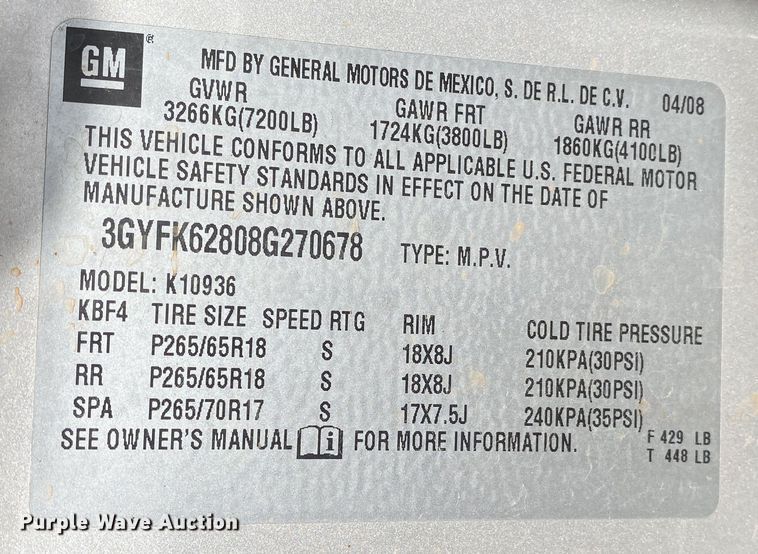 GM
MFD BY GENERAL MOTORS DE MEXICO, S. DE R.L. DE C.V. 04/08
GVWR GAWR FRT GAWR RR
3266KG(7200LB) 1724KG(3800LB) 1860KG(4100LB)
THIS VEHICLE CONFORMS TO ALL APPLICABLE U.S. FEDERAL MOTOR
VEHICLE SAFETY STANDARDS IN EFFECT ON THE DATE OF
MANUFACTURE SHOWN ABOVE.
3GYFK62808G270678 TYPE: M.P.V.
MODEL: K10936
KBF4 TIRE SIZE SPEED RTG RIM COLD TIRE PRESSURE
FRT P265/65R18 S 18X8J 210KPA(30PSI)
RR P265/65R18 S 18X8J 210KPA(30PSI)
SPA P265/70R17 S 17X7.5J 240KPA(35PSI)
SEE OWNER'S MANUAL i FOR MORE INFORMATION.
F 429 LB
T 448 LB
Purple Wave Auction